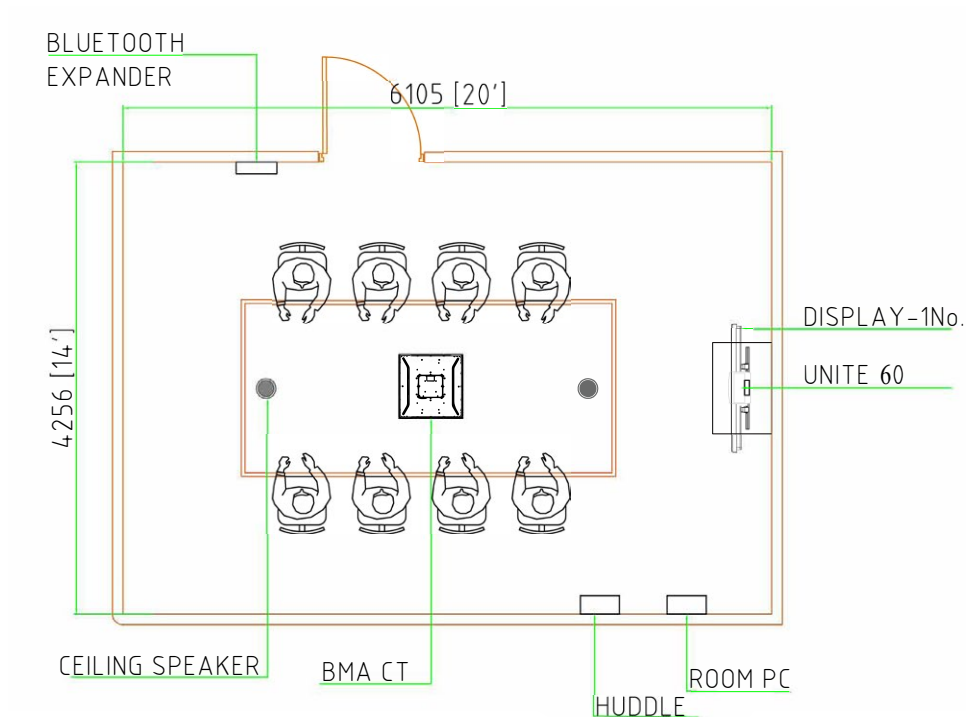 BLUETOOTH
EXPANDER
6105 [20']
4256 [14']
DISPLAY-1No.
UNITE 60
CEILING SPEAKER
BMA CT
ROOM PC
HUDDLE